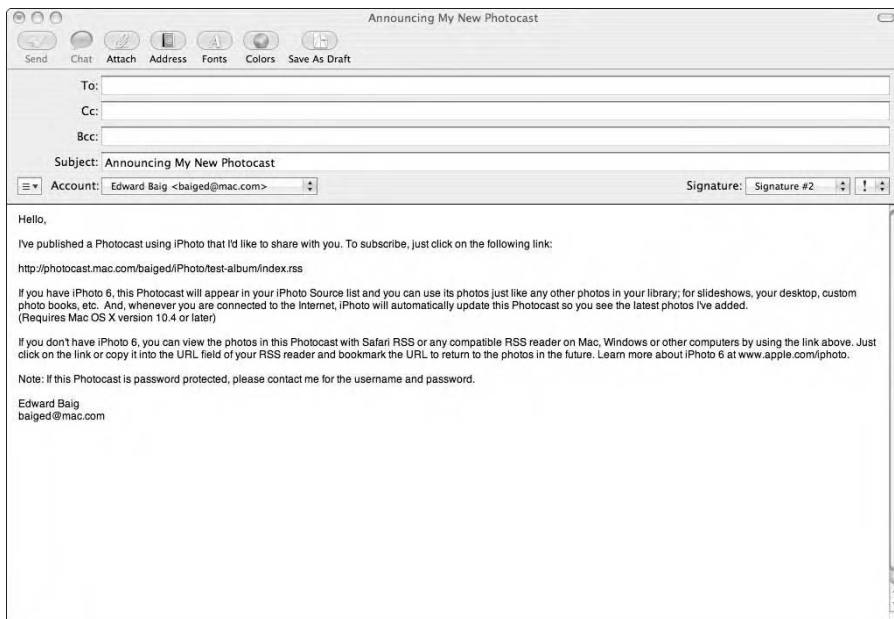 Announcing My New Photocast
Send Chat Attach Address Fonts Colors Save As Draft
To:
Cc:
Bcc:
Subject: Announcing My New Photocast
Account: Edward Baig <baiged@mac.com> Signature: Signature #2 !
Hello,
I've published a Photocast using iPhoto that I'd like to share with you. To subscribe, just click on the following link:
http://photocast.mac.com/baiged/iPhoto/test-album/index.rss
If you have iPhoto 6, this Photocast will appear in your iPhoto Source list and you can use its photos just like any other photos in your library; for slideshows, your desktop, custom
photo books, etc. And, whenever you are connected to the Internet, iPhoto will automatically update this Photocast so you see the latest photos I've added.
(Requires Mac OS X version 10.4 or later)
If you don't have iPhoto 6, you can view the photos in this Photocast with Safari RSS or any compatible RSS reader on Mac, Windows or other computers by using the link above. Just
click on the link or copy it into the URL field of your RSS reader and bookmark the URL to return to the photos in the future. Learn more about iPhoto 6 at www.apple.com/iphoto.
Note: If this Photocast is password protected, please contact me for the username and password.
Edward Baig
baiged@mac.com